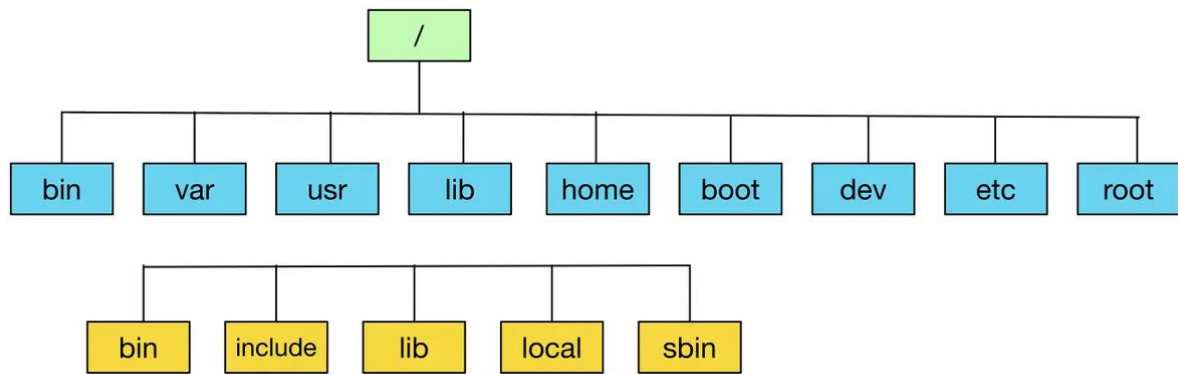 /
bin var usr lib home boot dev etc root
bin include lib local sbin